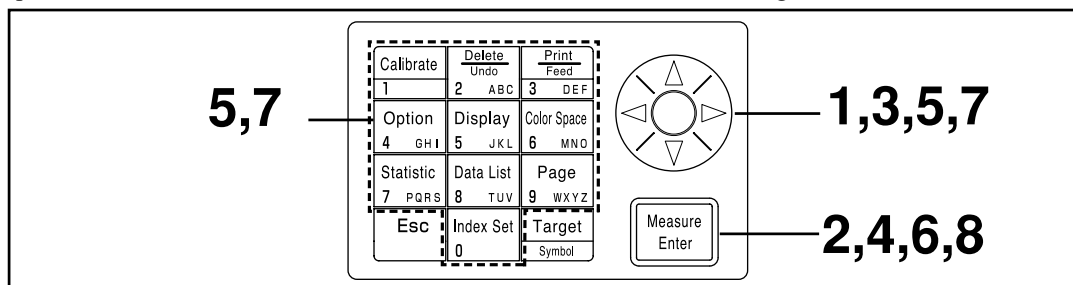 Calibrate
1
Delete
Undo
2 ABC
Print
Feed
3 DEF
Option
4 GHI
Display
5 JKL
Color Space
6 MNO
Statistic
7 PQRS
Data List
8 TUV
Page
9 WXYZ
Esc
Index Set
0
Target
Symbol
5,7
1,3,5,7
Measure
Enter
2,4,6,8